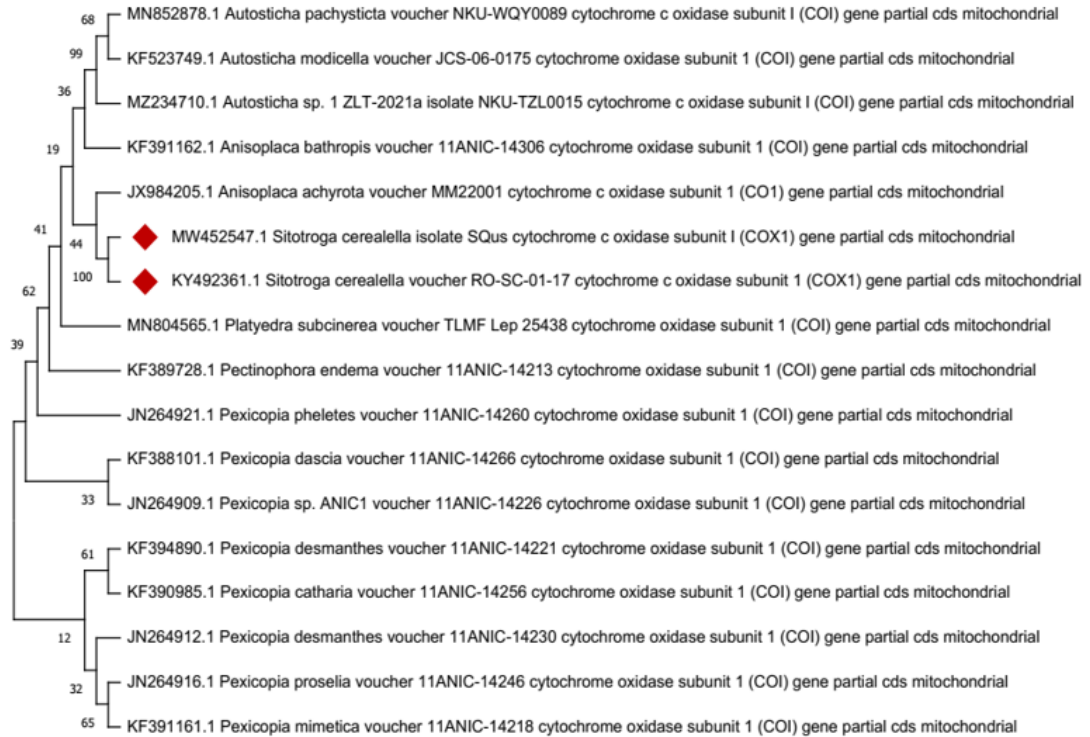 68
MN852878.1 Autosticha pachysticta voucher NKU-WQY0089 cytochrome c oxidase subunit I (COI) gene partial cds mitochondrial
99
KF523749.1 Autosticha modicella voucher JCS-06-0175 cytochrome oxidase subunit 1 (COI) gene partial cds mitochondrial
36
MZ234710.1 Autosticha sp. 1 ZLT-2021a isolate NKU-TZL0015 cytochrome c oxidase subunit I (COI) gene partial cds mitochondrial
19
KF391162.1 Anisoplaca bathropis voucher 11ANIC-14306 cytochrome oxidase subunit 1 (COI) gene partial cds mitochondrial
JX984205.1 Anisoplaca achyrota voucher MM22001 cytochrome c oxidase subunit 1 (CO1) gene partial cds mitochondrial
41
44
MW452547.1 Sitotroga cerealella isolate SQus cytochrome c oxidase subunit I (COX1) gene partial cds mitochondrial
100
KY492361.1 Sitotroga cerealella voucher RO-SC-01-17 cytochrome c oxidase subunit 1 (COX1) gene partial cds mitochondrial
62
MN804565.1 Platyedra subcinerea voucher TLMF Lep 25438 cytochrome oxidase subunit 1 (COI) gene partial cds mitochondrial
39
KF389728.1 Pectinophora endema voucher 11ANIC-14213 cytochrome oxidase subunit 1 (COI) gene partial cds mitochondrial
JN264921.1 Pexicopia pheletes voucher 11ANIC-14260 cytochrome oxidase subunit 1 (COI) gene partial cds mitochondrial
KF388101.1 Pexicopia dascia voucher 11ANIC-14266 cytochrome oxidase subunit 1 (COI) gene partial cds mitochondrial
33
JN264909.1 Pexicopia sp. ANIC1 voucher 11ANIC-14226 cytochrome oxidase subunit 1 (COI) gene partial cds mitochondrial
61
KF394890.1 Pexicopia desmanthes voucher 11ANIC-14221 cytochrome oxidase subunit 1 (COI) gene partial cds mitochondrial
KF390985.1 Pexicopia catharia voucher 11ANIC-14256 cytochrome oxidase subunit 1 (COI) gene partial cds mitochondrial
12
JN264912.1 Pexicopia desmanthes voucher 11ANIC-14230 cytochrome oxidase subunit 1 (COI) gene partial cds mitochondrial
32
JN264916.1 Pexicopia proselia voucher 11ANIC-14246 cytochrome oxidase subunit 1 (COI) gene partial cds mitochondrial
65
KF391161.1 Pexicopia mimetica voucher 11ANIC-14218 cytochrome oxidase subunit 1 (COI) gene partial cds mitochondrial